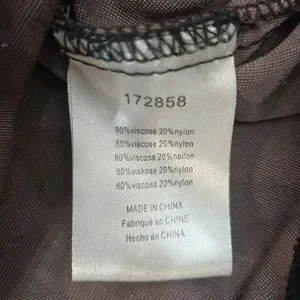 172858
80%viscose 20%nylon
80%viscose 20%nylon
80%viscosa 20%nailon
80%viskose 20%nylon
80%viscosa 20%nylon
MADE IN CHINA
Fabriqué en CHINE
Hecho en CHINA